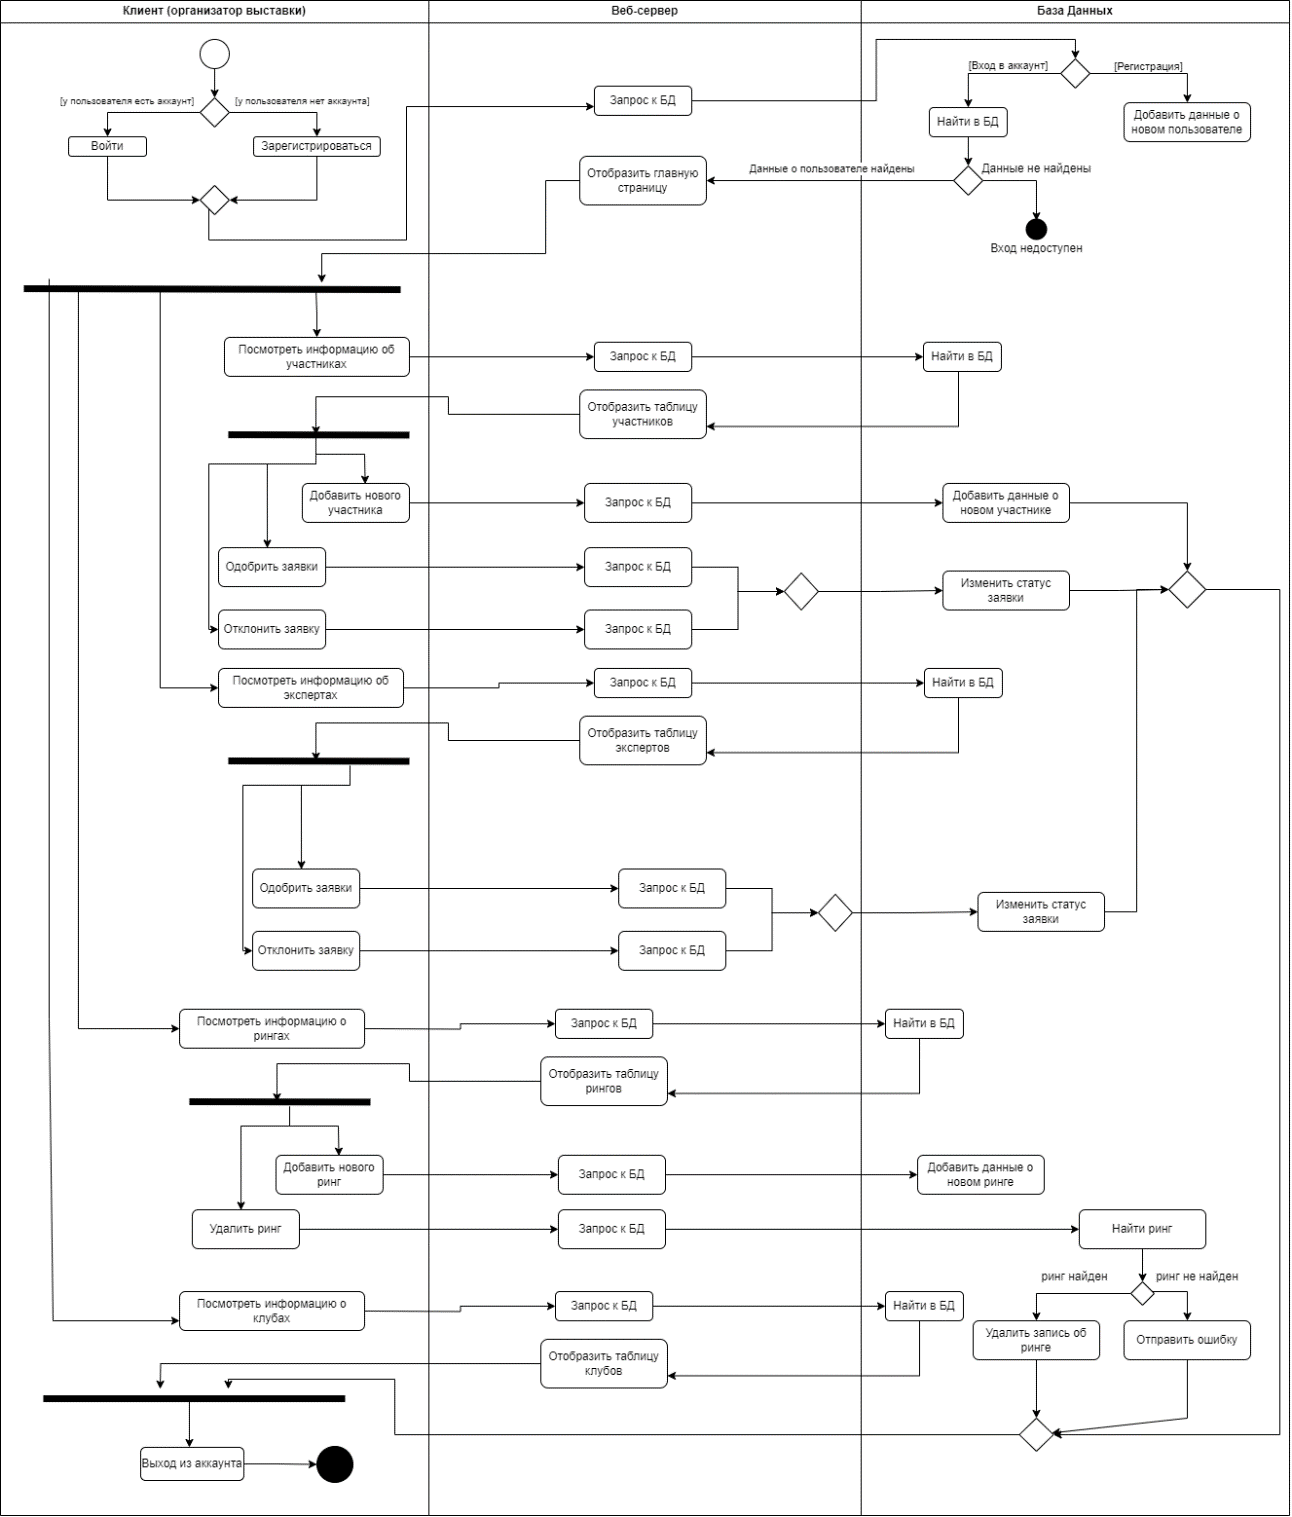 Клиент (организатор выставки)
Веб-сервер
База Данных
[у пользователя есть аккаунт]
[у пользователя нет аккаунта]
Войти
Зарегистрироваться
Запрос к БД
[Вход в аккаунт]
[Регистрация]
Найти в БД
Добавить данные о
новом пользователе
Отобразить главную
страницу
Данные о пользователе найдены
Данные не найдены
Вход недоступен
Посмотреть информацию об
участниках
Запрос к БД
Найти в БД
Отобразить таблицу
участников
Добавить нового
участника
Запрос к БД
Добавить данные о
новом участнике
Одобрить заявки
Запрос к БД
Изменить статус
заявки
Отклонить заявку
Запрос к БД
Посмотреть информацию об
экспертах
Запрос к БД
Найти в БД
Отобразить таблицу
экспертов
Одобрить заявки
Запрос к БД
Изменить статус
заявки
Отклонить заявку
Запрос к БД
Посмотреть информацию о
рингах
Запрос к БД
Найти в БД
Отобразить таблицу
рингов
Добавить нового
ринг
Запрос к БД
Добавить данные о
новом ринге
Удалить ринг
Запрос к БД
Найти ринг
ринг найден
ринг не найден
Посмотреть информацию о
клубах
Запрос к БД
Найти в БД
Удалить запись об
ринге
Отправить ошибку
Отобразить таблицу
клубов
Выход из аккаунта